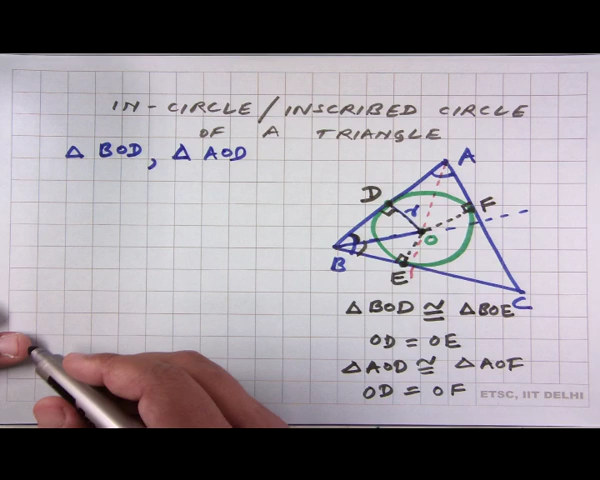 IN-CIRCLE/INSCRIBED CIRCLE
OF A TRIANGLE
△ BOD, △ AOD
A
D
r
F
O
B
E
C
△ BOD ≅ △ BOE
OD = OE
△ AOD ≅ △ AOF
OD = OF
ETSC, IIT DELHI